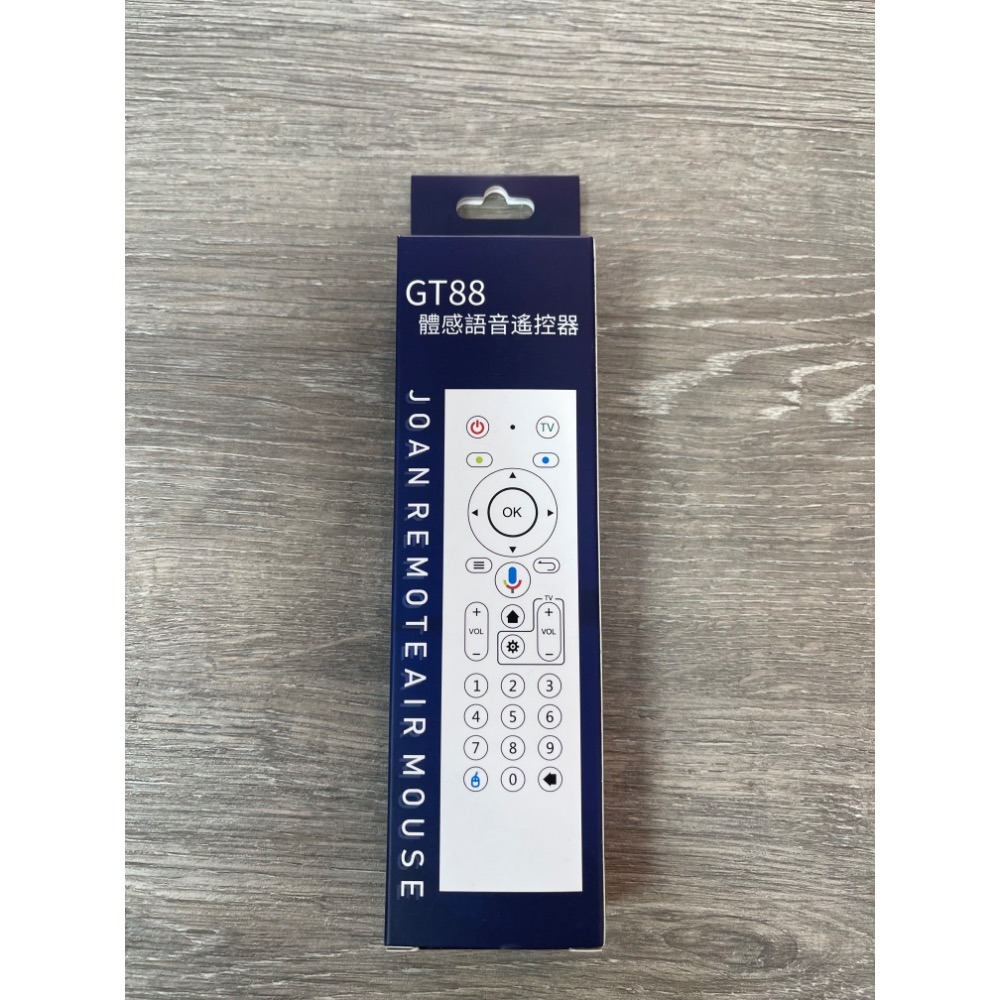 GT88
體感語音遙控器
JOAN REMOTE AIR MOUSE
TV
OK
TV
+ +
VOL VOL
− −
1 2 3
4 5 6
7 8 9
0